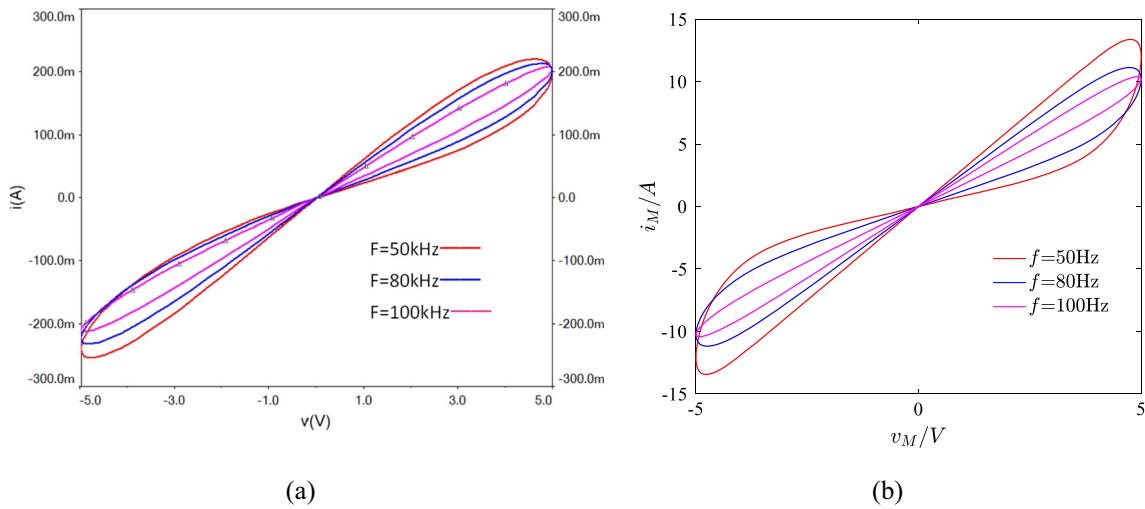 300.0m
200.0m
100.0m
0.0
-100.0m
-200.0m
-300.0m
i(A)
300.0m
200.0m
100.0m
0.0
-100.0m
-200.0m
-300.0m
F=50kHz
F=80kHz
F=100kHz
-5.0 -3.0 -1.0 1.0 3.0 5.0
v(V)
(a)
15
10
5
0
-5
-10
-15
i_M/A
f=50Hz
f=80Hz
f=100Hz
-5 0 5
v_M/V
(b)